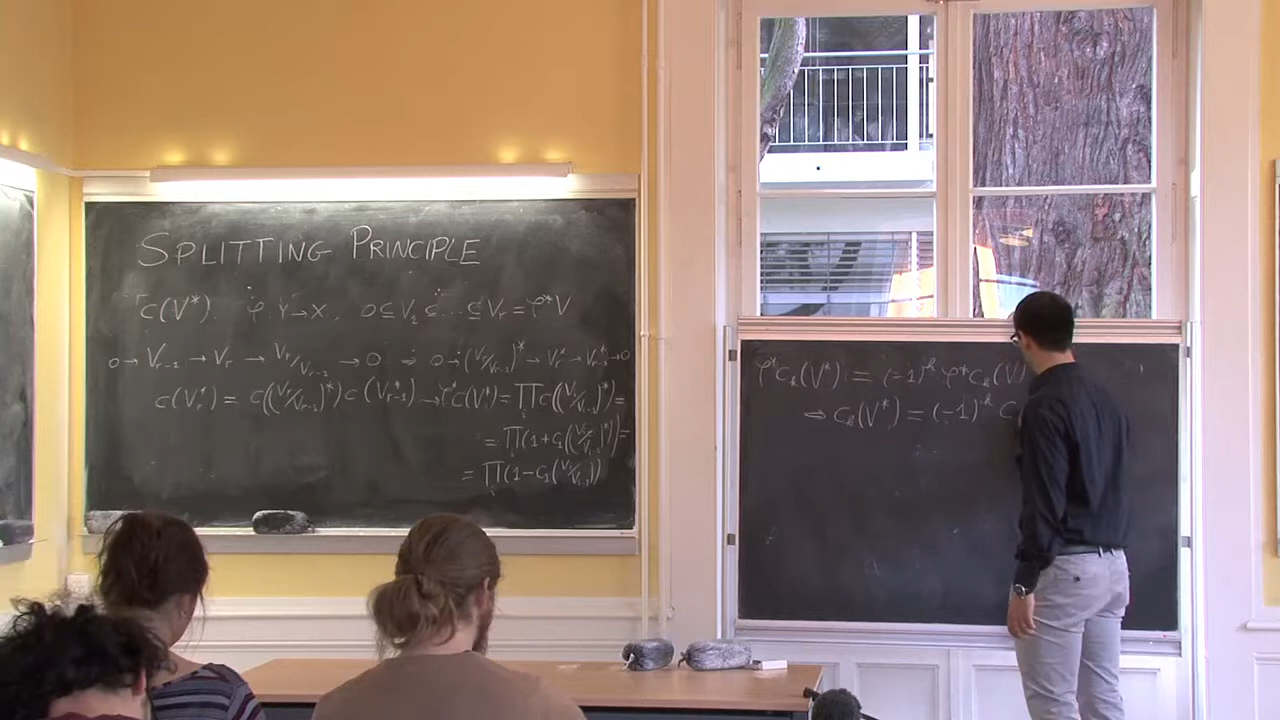 SPLITTING PRINCIPLE
C(V*) φ: Y→X, 0⊆V₁⊆...⊆Vᵣ=φ*V
0→Vᵣ₋₁→Vᵣ→Vᵣ/Vᵣ₋₁→0 ⇒ 0→(Vᵣ/Vᵣ₋₁)*→Vᵣ*→Vᵣ₋₁*→0
c(Vᵣ*) = c((Vᵣ/Vᵣ₋₁)*)c(Vᵣ₋₁*) → φ*c(V*) = ∏ᵢ c((Vᵢ/Vᵢ₋₁)*) =
= ∏ᵢ(1+c₁((Vᵢ/Vᵢ₋₁)*)) =
= ∏ᵢ(1−c₁(Vᵢ/Vᵢ₋₁))
φ*cₖ(V*) = (-1)ᵏ φ*cₖ(V)
⇒ cₖ(V*) = (-1)ᵏ c